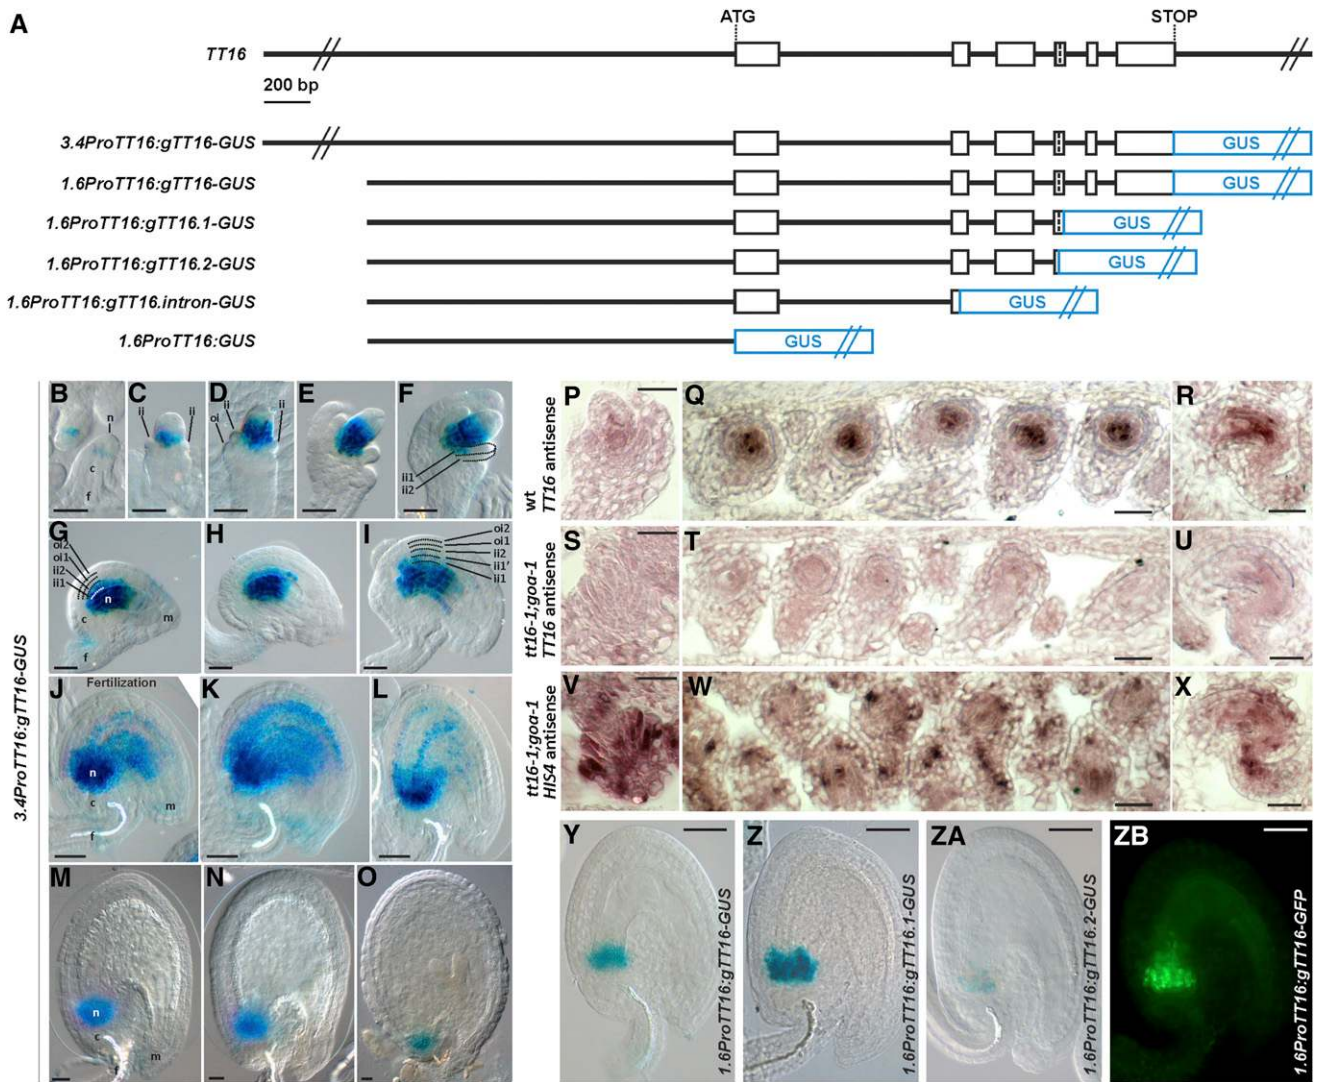 A
ATG
STOP
TT16
200 bp
3.4ProTT16:gTT16-GUS
GUS
1.6ProTT16:gTT16-GUS
GUS
1.6ProTT16:gTT16.1-GUS
GUS
1.6ProTT16:gTT16.2-GUS
GUS
1.6ProTT16:gTT16.intron-GUS
GUS
1.6ProTT16:GUS
GUS
3.4ProTT16:gTT16-GUS
B
n
c
f
C
ii
ii
D
oi
ii
ii
E
F
ii1
ii2
G
oi2
oi1
ii2
ii1
n
c
f
m
H
I
oi2
oi1
ii2
ii1'
ii1
J
Fertilization
n
c
f
m
K
L
M
n
c
m
N
O
wt
TT16 antisense
P
Q
R
tt16-1;goa-1
TT16 antisense
S
T
U
tt16-1;goa-1
HIS4 antisense
V
W
X
Y
1.6ProTT16:gTT16-GUS
Z
1.6ProTT16:gTT16.1-GUS
ZA
1.6ProTT16:gTT16.2-GUS
ZB
1.6ProTT16:gTT16-GFP